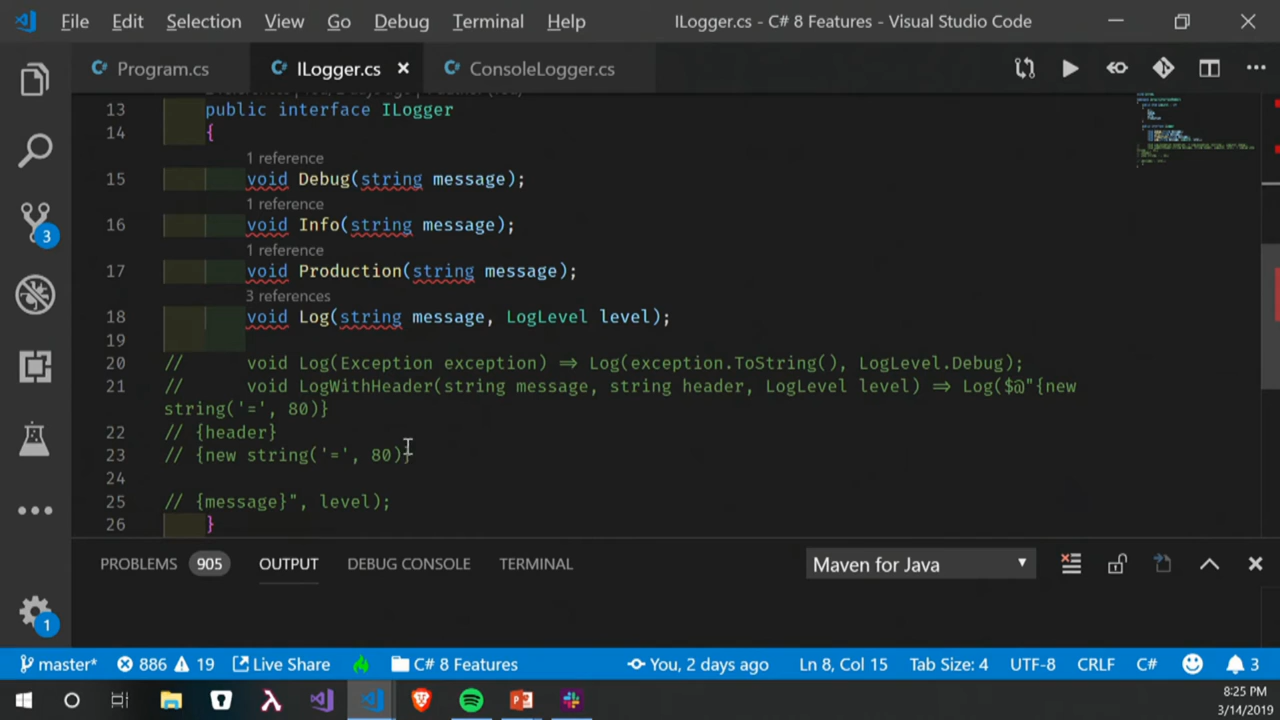 File Edit Selection View Go Debug Terminal Help ILogger.cs - C# 8 Features - Visual Studio Code
Program.cs ILogger.cs ConsoleLogger.cs
13 public interface ILogger
14 {
1 reference
15 void Debug(string message);
1 reference
16 void Info(string message);
1 reference
17 void Production(string message);
3 references
18 void Log(string message, LogLevel level);
19
20 // void Log(Exception exception) => Log(exception.ToString(), LogLevel.Debug);
21 // void LogWithHeader(string message, string header, LogLevel level) => Log($@"{new
string('=', 80)}
22 // {header}
23 // {new string('=', 80)}
24
25 // {message}", level);
26 }
PROBLEMS 905 OUTPUT DEBUG CONSOLE TERMINAL Maven for Java
master* 886 19 Live Share C# 8 Features You, 2 days ago Ln 8, Col 15 Tab Size: 4 UTF-8 CRLF C# 3
3
1
8:25 PM
3/14/2019